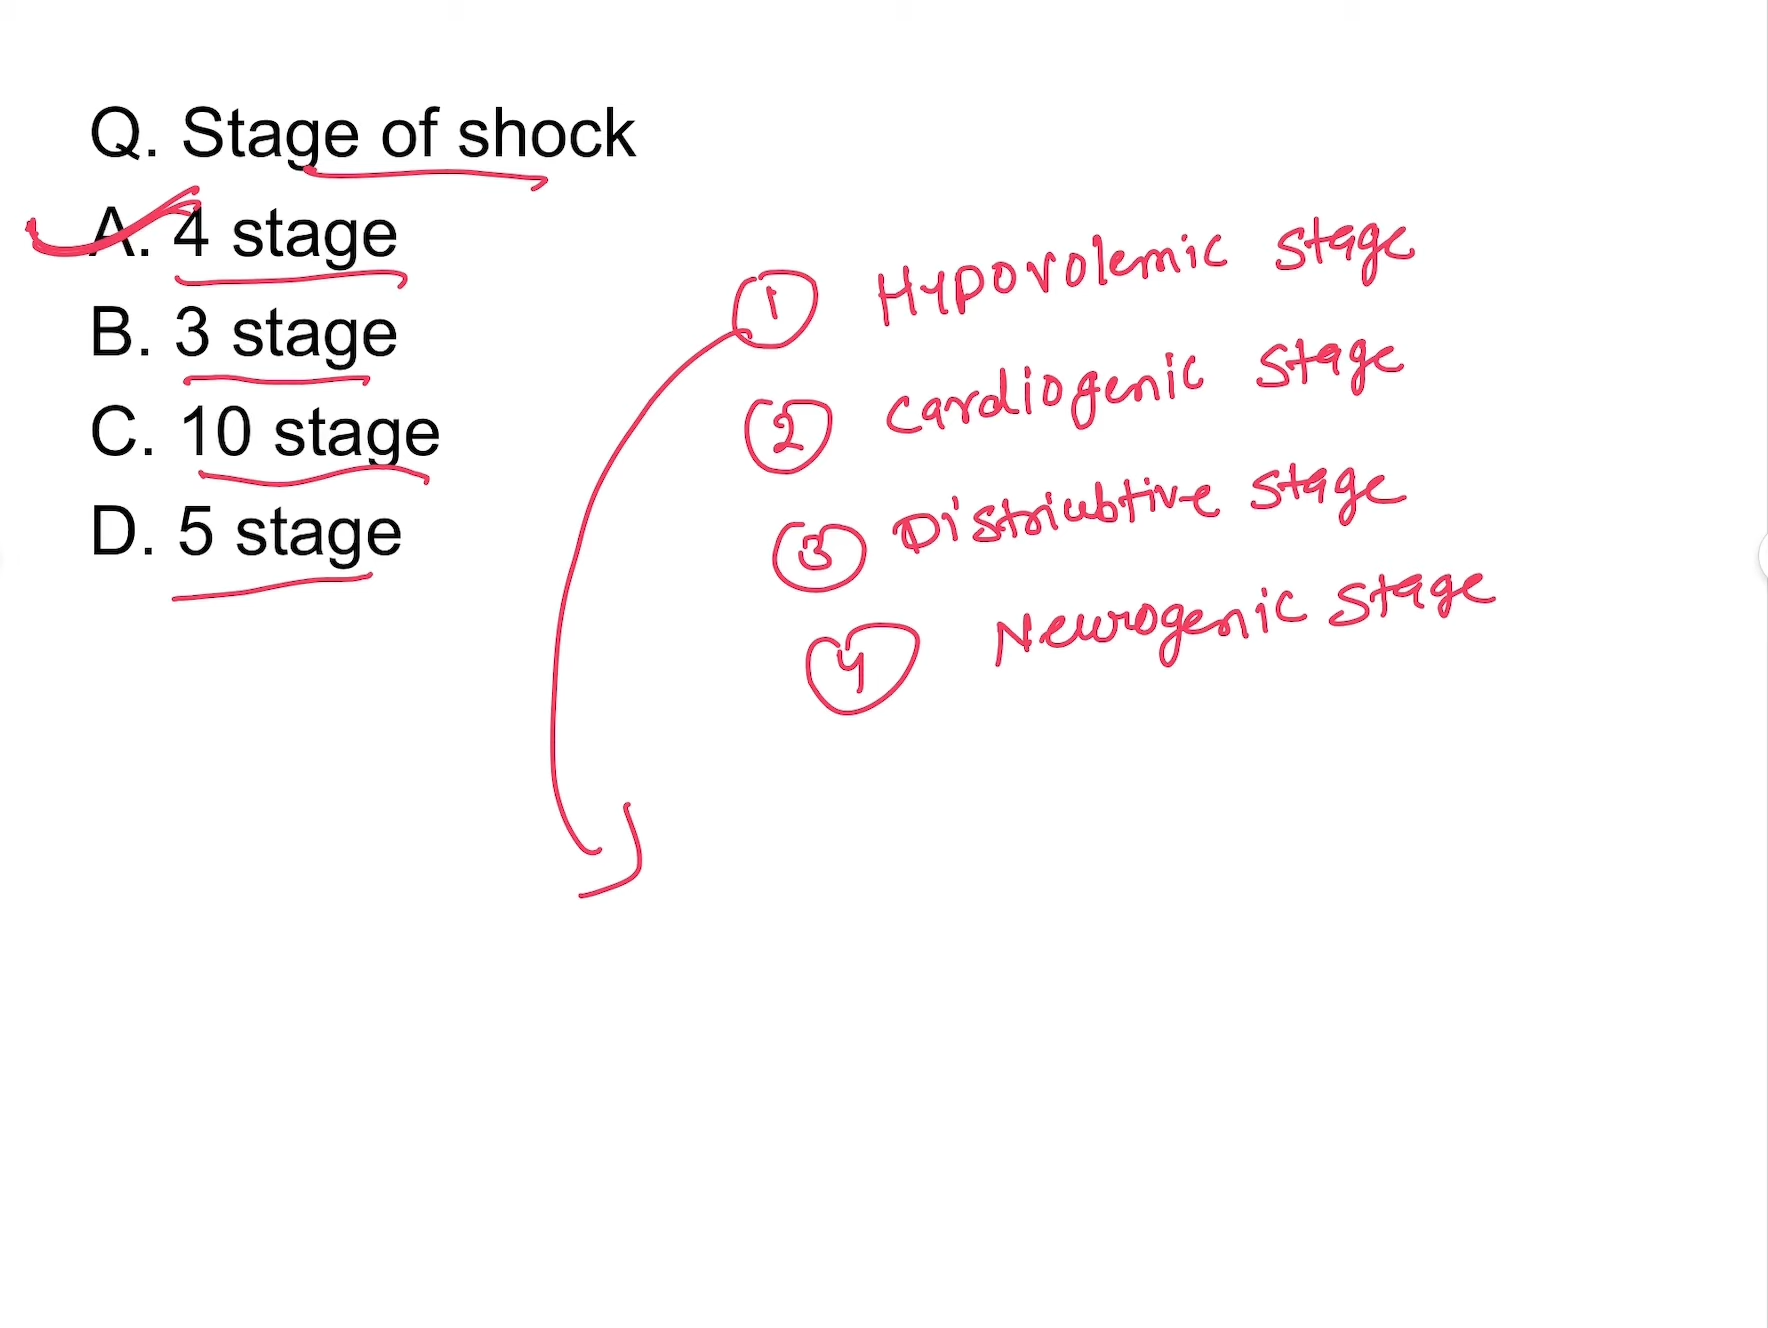 Q. Stage of shock
A. 4 stage
B. 3 stage
C. 10 stage
D. 5 stage
1 Hypovolemic stage
2 cardiogenic stage
3 Distriubtive stage
4 Neurogenic stage